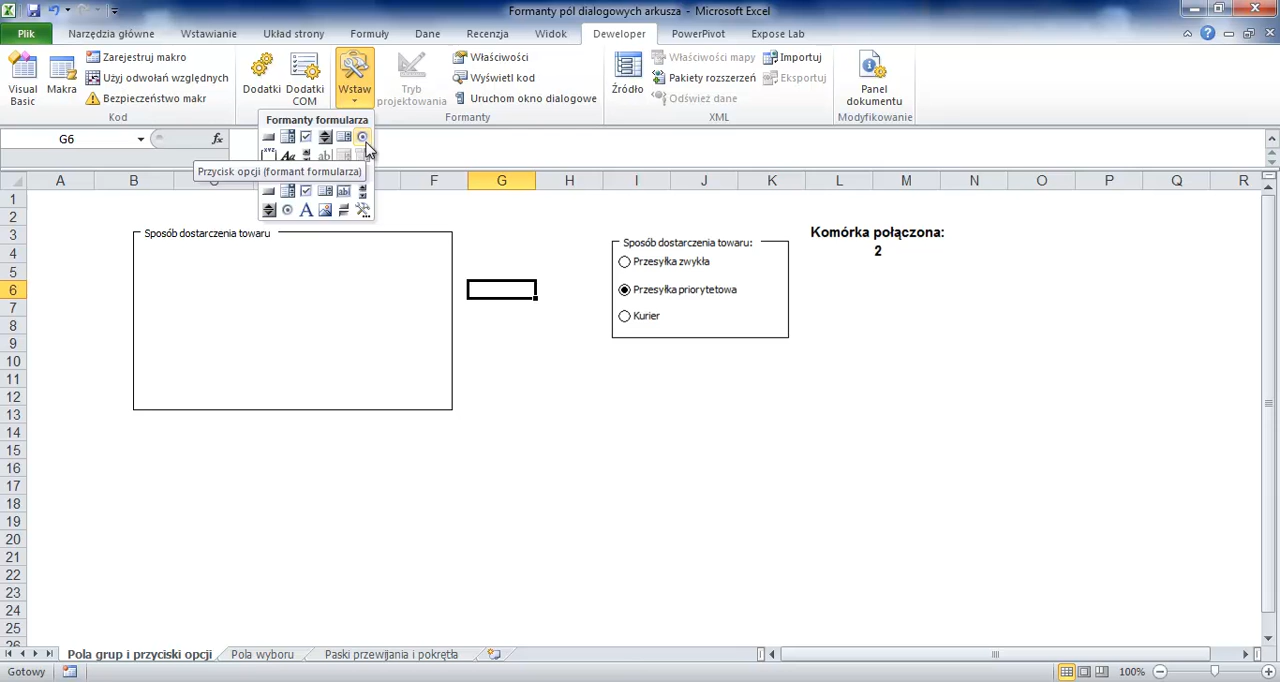 Formanty pól dialogowych arkusza - Microsoft Excel
Plik Narzędzia główne Wstawianie Układ strony Formuły Dane Recenzja Widok Deweloper PowerPivot Expose Lab
Visual Basic
Makra
Zarejestruj makro
Użyj odwołań względnych
Bezpieczeństwo makr
Kod
Dodatki
Dodatki COM
Wstaw
Tryb projektowania
Właściwości
Wyświetl kod
Uruchom okno dialogowe
Formanty
Źródło
Właściwości mapy
Pakiety rozszerzeń
Odśwież dane
Importuj
Eksportuj
XML
Panel dokumentu
Modyfikowanie
Formanty formularza
Aa ab
Przycisk opcji (formant formularza)
ab
A
G6 fx
A B C F G H I J K L M N O P Q R
1
2
3
4
5
6
7
8
9
10
11
12
13
14
15
16
17
18
19
20
21
22
23
24
25
26
Sposób dostarczenia towaru
Sposób dostarczenia towaru:
Przesyłka zwykła
Przesyłka priorytetowa
Kurier
Komórka połączona:
2
Pola grup i przyciski opcji Pola wyboru Paski przewijania i pokrętła
Gotowy 100%